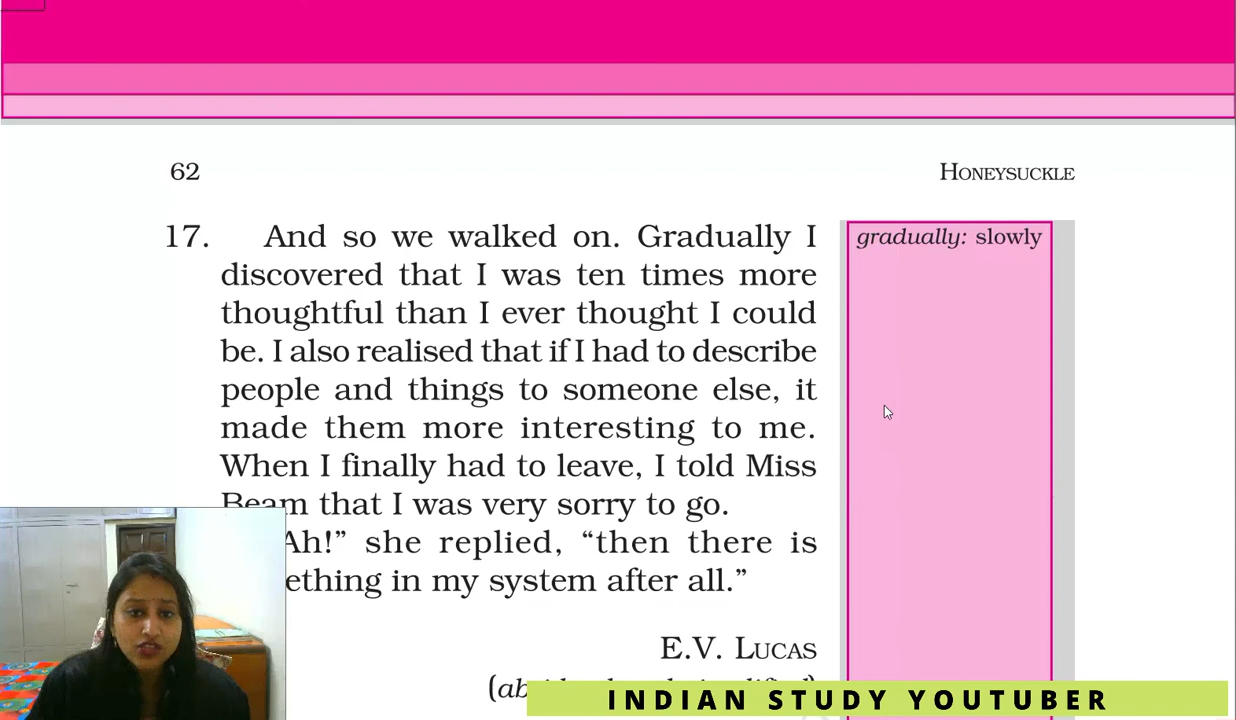 62
HONEYSUCKLE
17. And so we walked on. Gradually I
discovered that I was ten times more
thoughtful than I ever thought I could
be. I also realised that if I had to describe
people and things to someone else, it
made them more interesting to me.
When I finally had to leave, I told Miss
Beam that I was very sorry to go.
Ah!” she replied, “then there is
ething in my system after all.”
E.V. LUCAS
gradually: slowly
INDIAN STUDY YOUTUBER